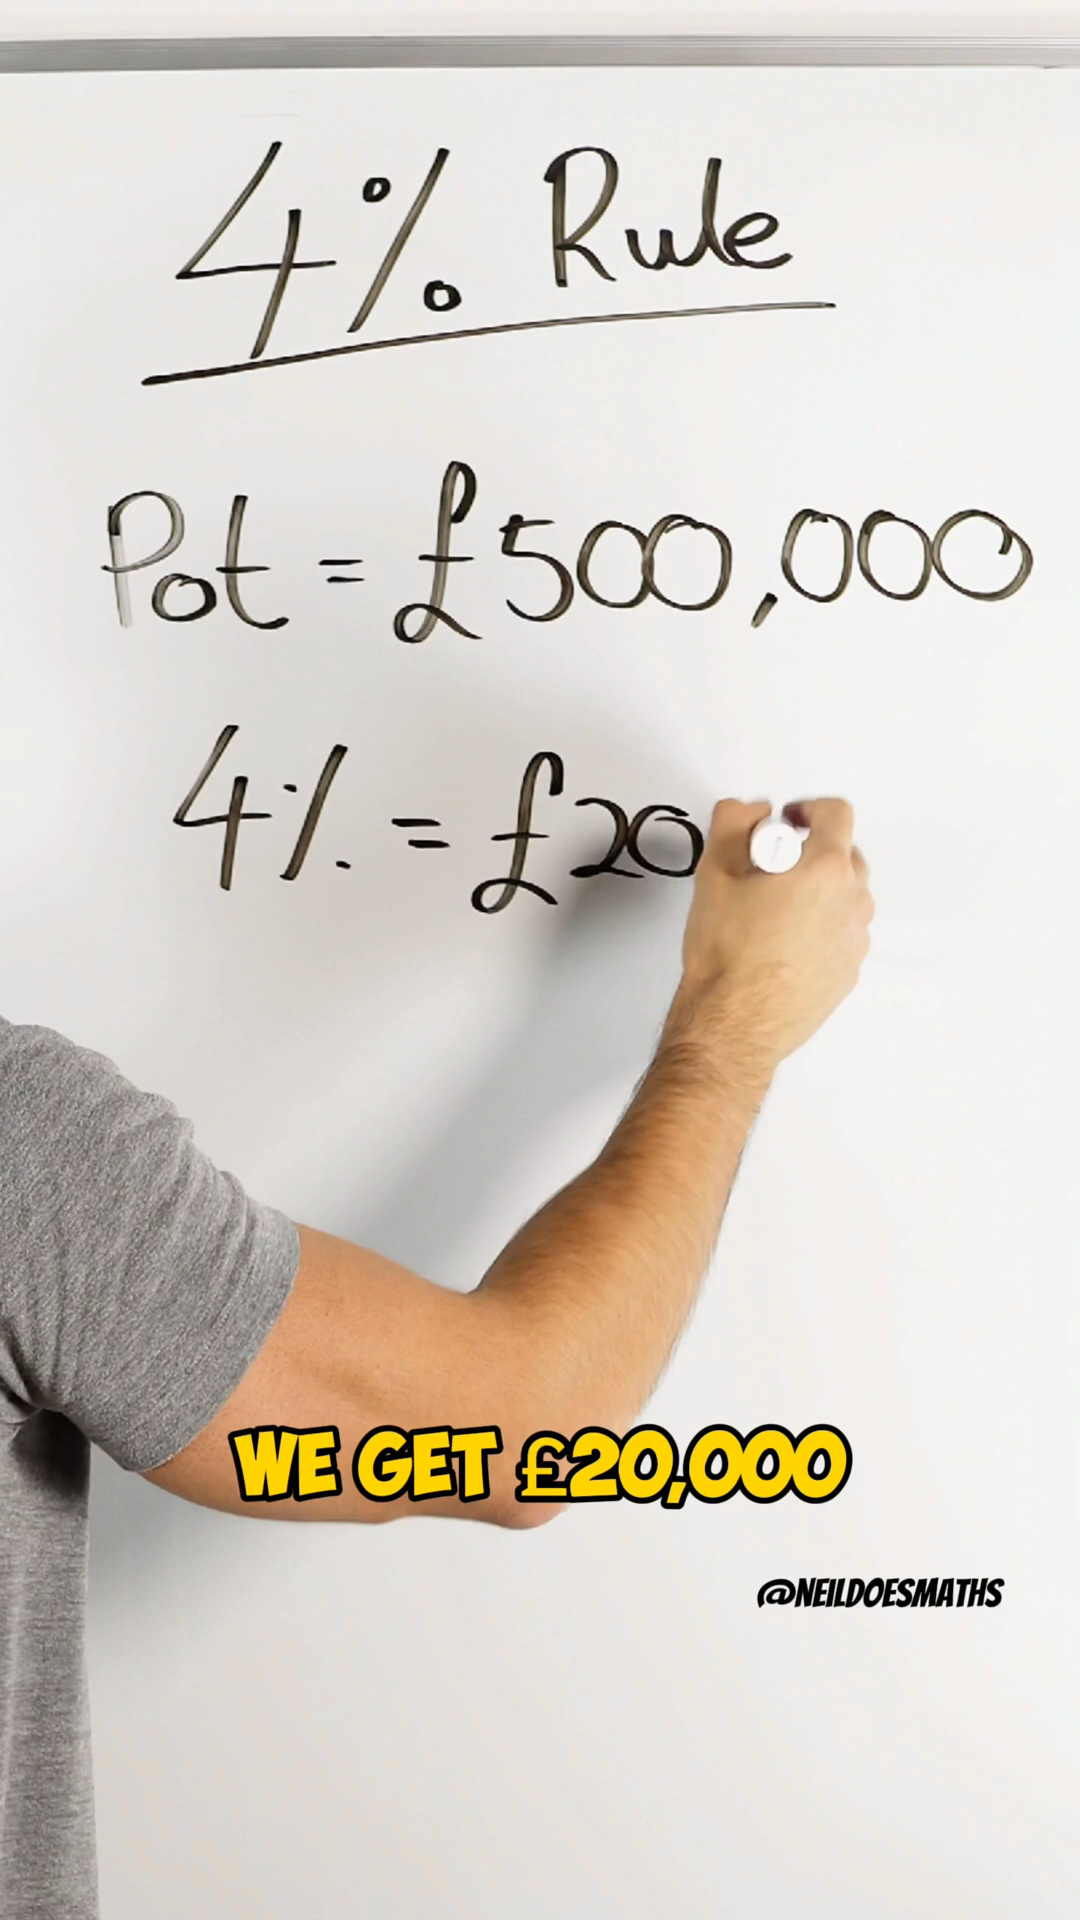 4% Rule
Pot = £500,000
4% = £20
WE GET £20,000
@NEILDOESMATHS